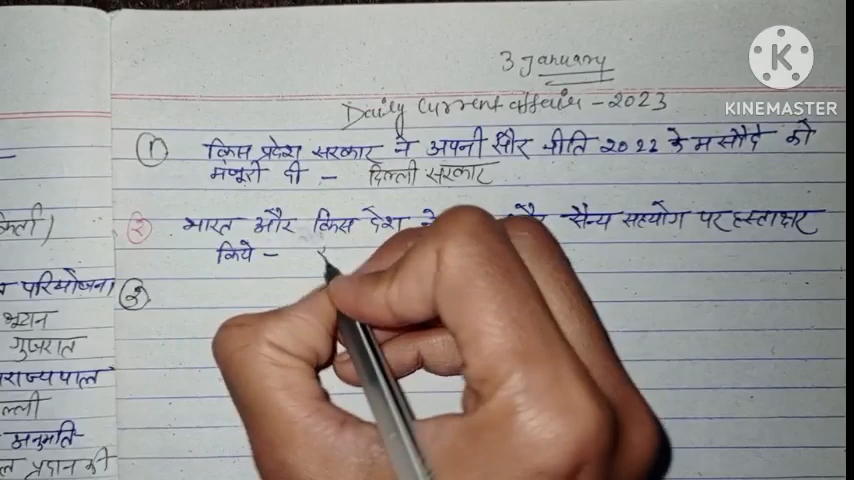 3 January
Daily Current affairs - 2023
① किस प्रदेश सरकार ने अपनी सौर नीति 2022 के मसौदे को
मंजूरी दी - दिल्ली सरकार
② भारत और किस देश ने सैन्य सहयोग पर हस्ताक्षर
किये -
③
परियोजना
गुजरात
राज्यपाल
अनुमति
प्रदान की
K
KINEMASTER